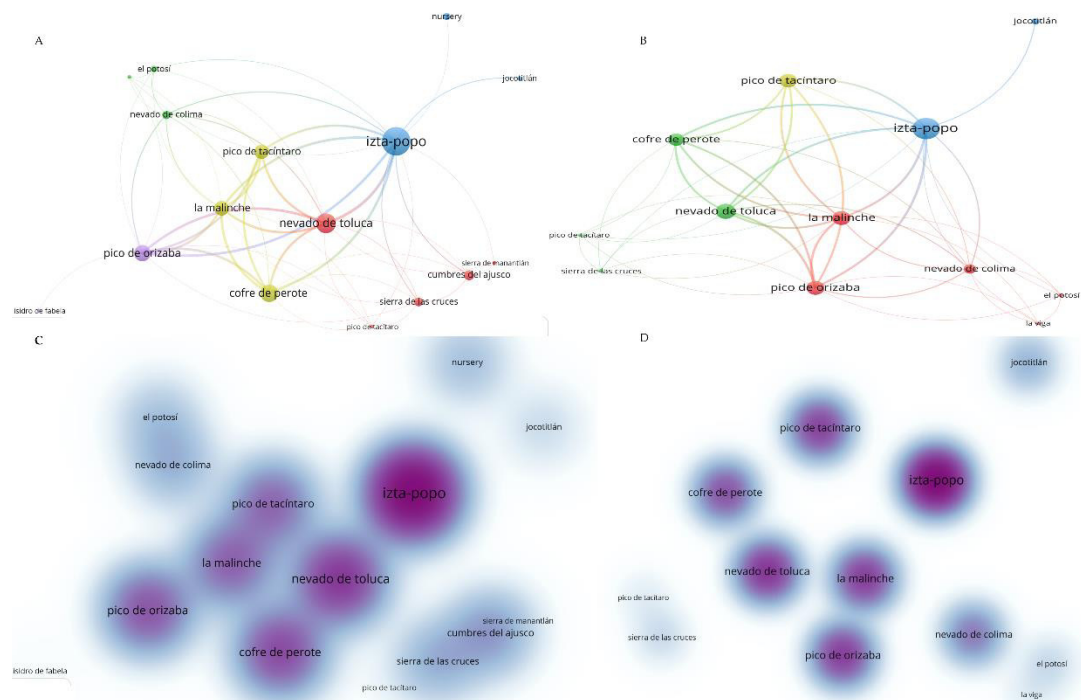 A
nursery
el potosí
jocotitlán
nevado de colima
izta-popo
pico de tacíntaro
la malinche
nevado de toluca
pico de orizaba
sierra de manantlán
cumbres del ajusco
cofre de perote
sierra de las cruces
isidro de fabela
pico de tacítaro
B
jocotitlán
pico de tacíntaro
izta-popo
cofre de perote
nevado de toluca
la malinche
pico de tacítaro
sierra de las cruces
nevado de colima
pico de orizaba
el potosí
la viga
C
nursery
el potosí
jocotitlán
nevado de colima
izta-popo
pico de tacíntaro
la malinche
nevado de toluca
pico de orizaba
sierra de manantlán
cumbres del ajusco
cofre de perote
sierra de las cruces
isidro de fabela
pico de tacítaro
D
jocotitlán
pico de tacíntaro
izta-popo
cofre de perote
nevado de toluca
la malinche
pico de tacítaro
sierra de las cruces
nevado de colima
pico de orizaba
el potosí
la viga